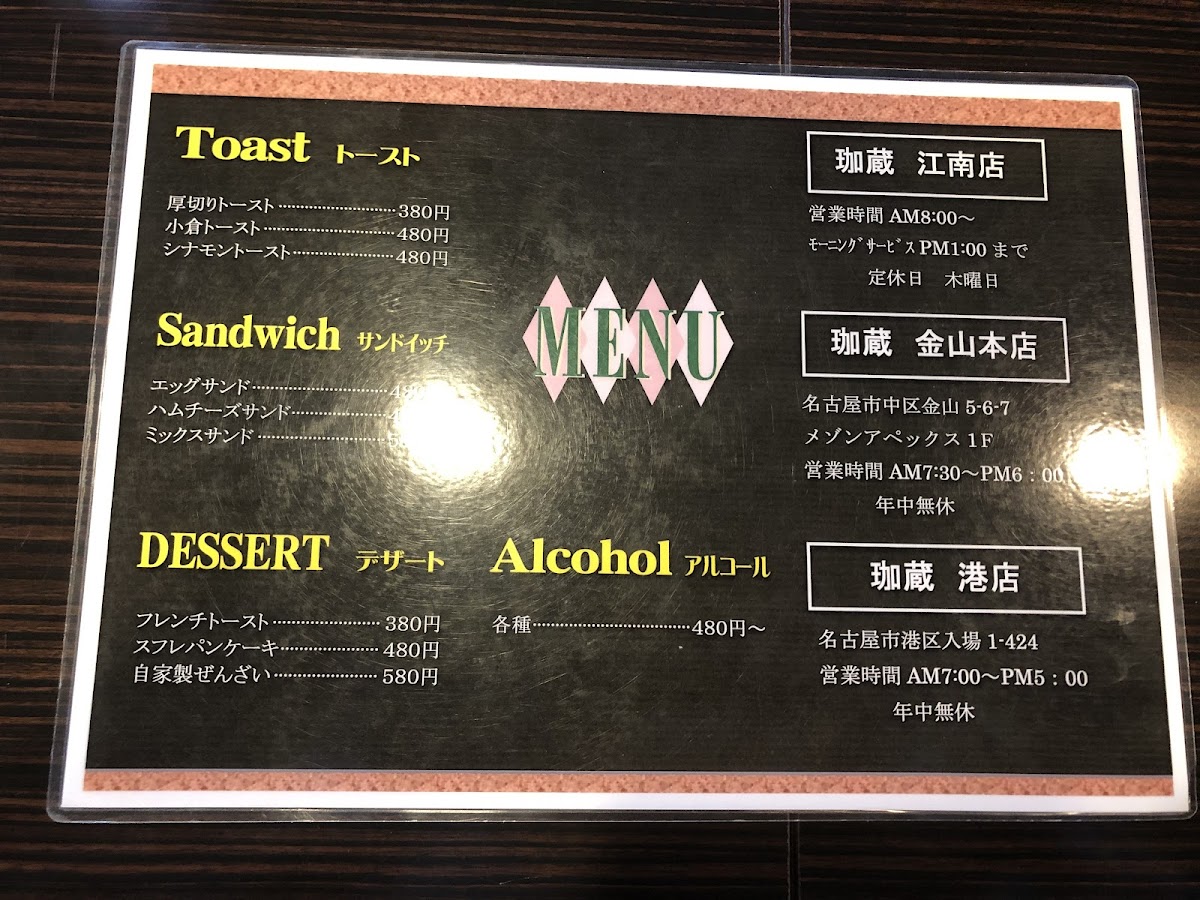 Toast トースト
厚切りトースト 380円
小倉トースト 480円
シナモントースト 480円
Sandwich サンドイッチ
エッグサンド
ハムチーズサンド
ミックスサンド
DESSERT デザート
フレンチトースト 380円
スフレパンケーキ 480円
自家製ぜんざい 580円
MENU
Alcohol アルコール
各種 480円～
珈蔵 江南店
営業時間 AM8:00～
ﾓｰﾆﾝｸﾞｻｰﾋﾞｽ PM1:00 まで
定休日 木曜日
珈蔵 金山本店
名古屋市中区金山 5-6-7
メゾンアペックス 1F
営業時間 AM7:30～PM6：00
年中無休
珈蔵 港店
名古屋市港区入場 1-424
営業時間 AM7:00～PM5：00
年中無休